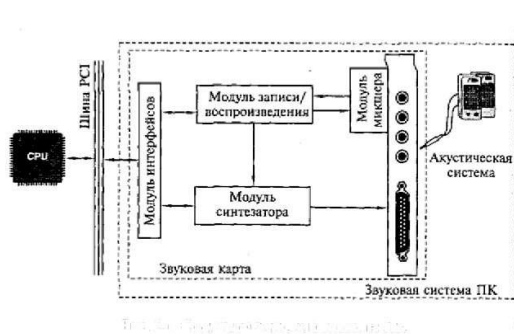 Шина PCI
CPU
Модуль интерфейсов
Модуль записи/
воспроизведения
Модуль
микшера
Модуль
синтезатора
Акустическая
система
Звуковая карта
Звуковая система ПК